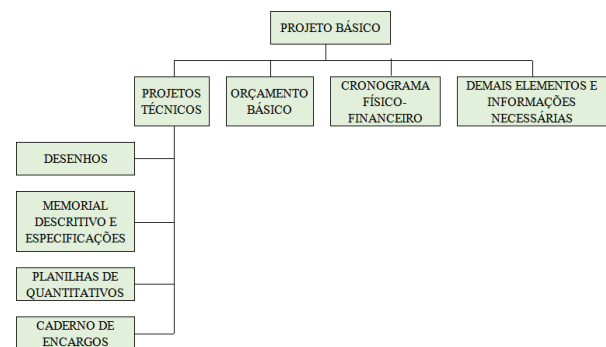 PROJETO BÁSICO
PROJETOS
TÉCNICOS
ORÇAMENTO
BÁSICO
CRONOGRAMA
FÍSICO-
FINANCEIRO
DEMAIS ELEMENTOS E
INFORMAÇÕES
NECESSÁRIAS
DESENHOS
MEMORIAL
DESCRITIVO E
ESPECIFICAÇÕES
PLANILHAS DE
QUANTITATIVOS
CADERNO DE
ENCARGOS